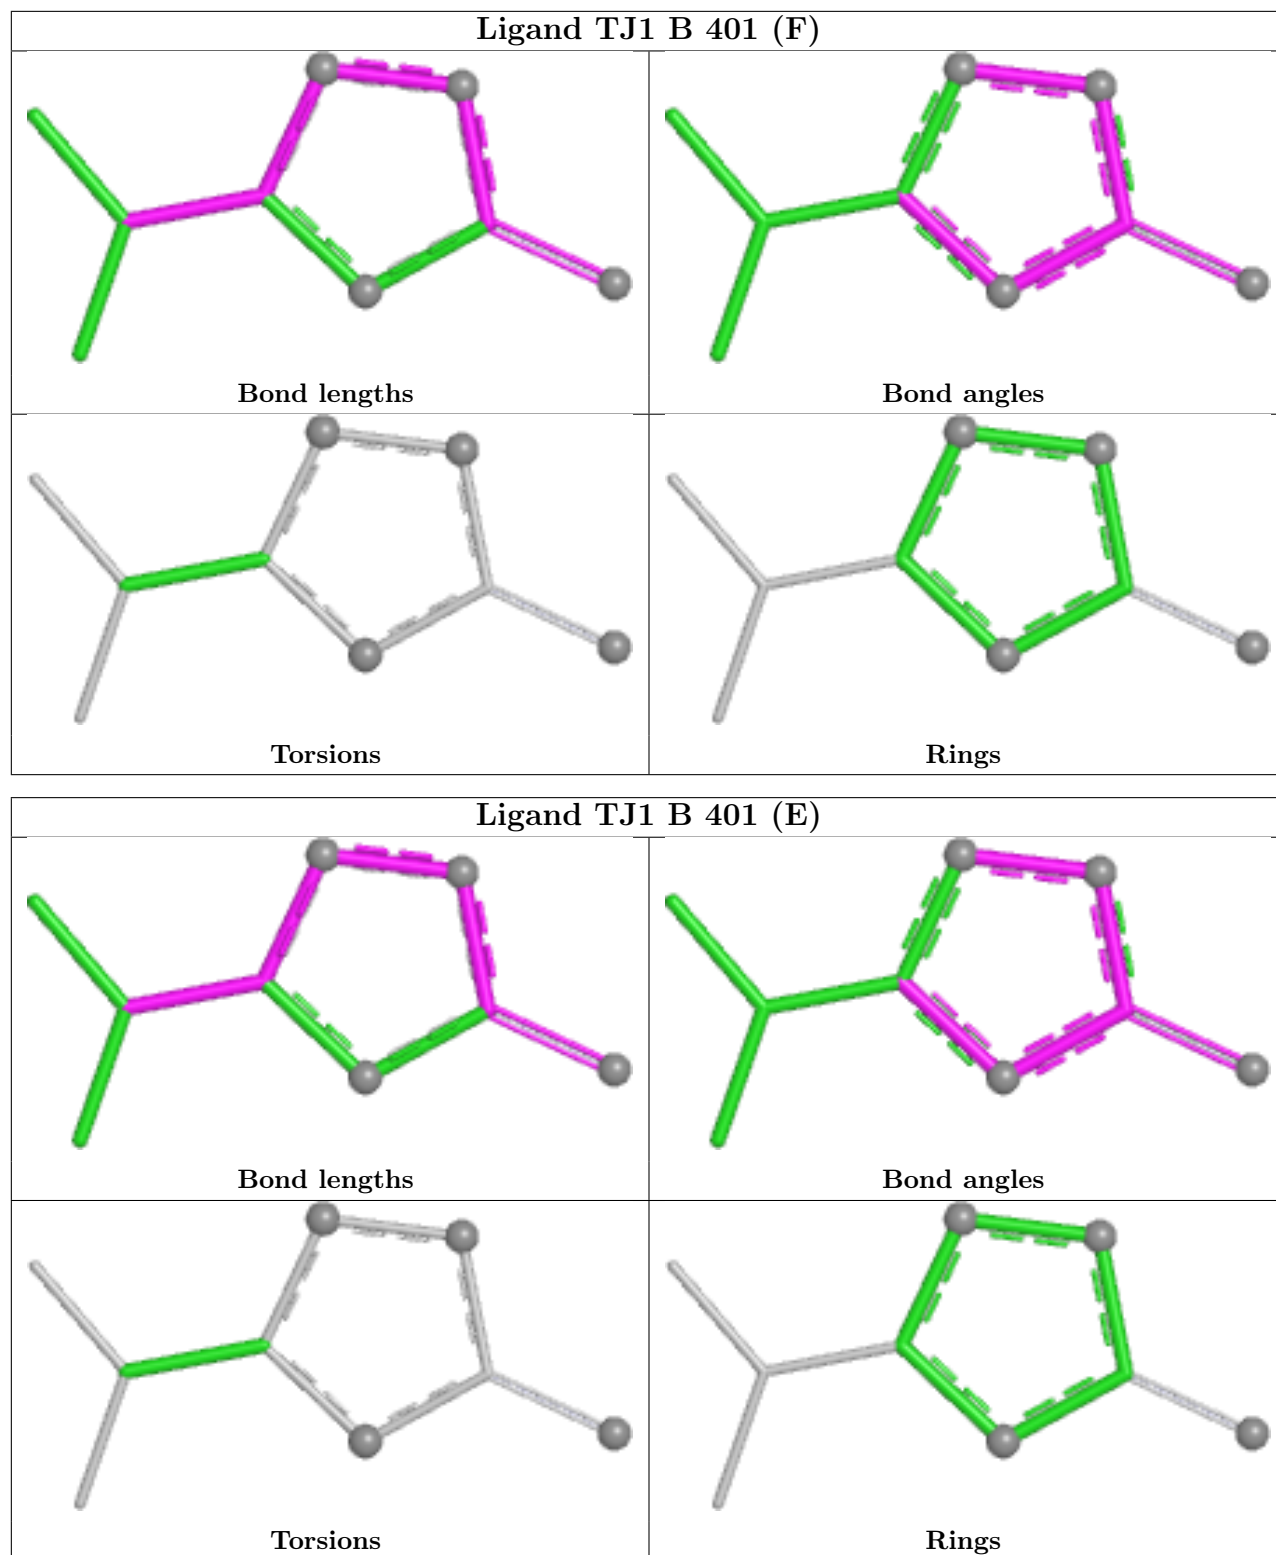 Ligand TJ1 B 401 (F)
Bond lengths
Bond angles
Torsions
Rings
Ligand TJ1 B 401 (E)
Bond lengths
Bond angles
Torsions
Rings